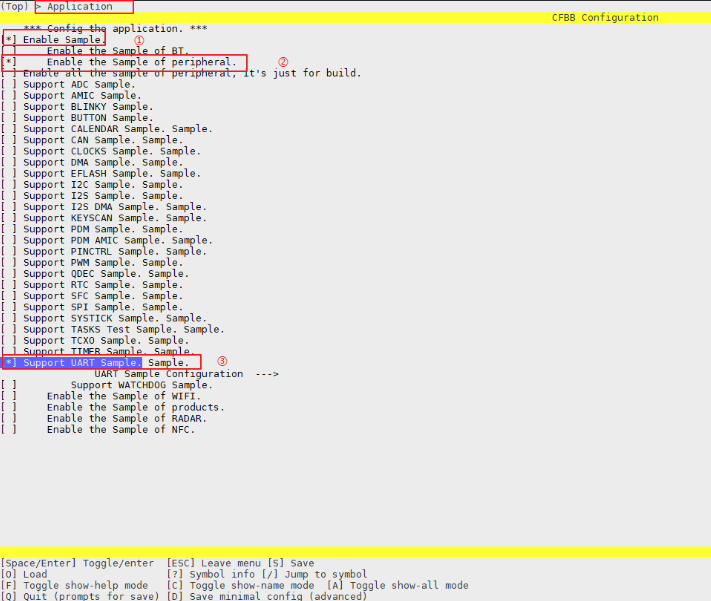 (Top) > Application
CFBB Configuration
*** Config the application. ***
[*] Enable Sample. ①
[ ] Enable the Sample of BT.
[*] Enable the Sample of peripheral. ②
[ ] Enable all the sample of peripheral, it's just for build.
[ ] Support ADC Sample.
[ ] Support AMIC Sample.
[ ] Support BLINKY Sample.
[ ] Support BUTTON Sample.
[ ] Support CALENDAR Sample. Sample.
[ ] Support CAN Sample. Sample.
[ ] Support CLOCKS Sample. Sample.
[ ] Support DMA Sample. Sample.
[ ] Support EFLASH Sample. Sample.
[ ] Support I2C Sample. Sample.
[ ] Support I2S Sample. Sample.
[ ] Support I2S DMA Sample. Sample.
[ ] Support KEYSCAN Sample. Sample.
[ ] Support PDM Sample. Sample.
[ ] Support PDM AMIC Sample. Sample.
[ ] Support PINCTRL Sample. Sample.
[ ] Support PWM Sample. Sample.
[ ] Support QDEC Sample. Sample.
[ ] Support RTC Sample. Sample.
[ ] Support SFC Sample. Sample.
[ ] Support SPI Sample. Sample.
[ ] Support SYSTICK Sample. Sample.
[ ] Support TASKS Test Sample. Sample.
[ ] Support TCXO Sample. Sample.
[ ] Support TIMER Sample. Sample.
[*] Support UART Sample. Sample. ③
UART Sample Configuration --->
[ ] Support WATCHDOG Sample.
[ ] Enable the Sample of WIFI.
[ ] Enable the Sample of products.
[ ] Enable the Sample of RADAR.
[ ] Enable the Sample of NFC.
[Space/Enter] Toggle/enter [ESC] Leave menu [S] Save
[O] Load [?] Symbol info [/] Jump to symbol
[F] Toggle show-help mode [C] Toggle show-name mode [A] Toggle show-all mode
[Q] Quit (prompts for save) [D] Save minimal config (advanced)